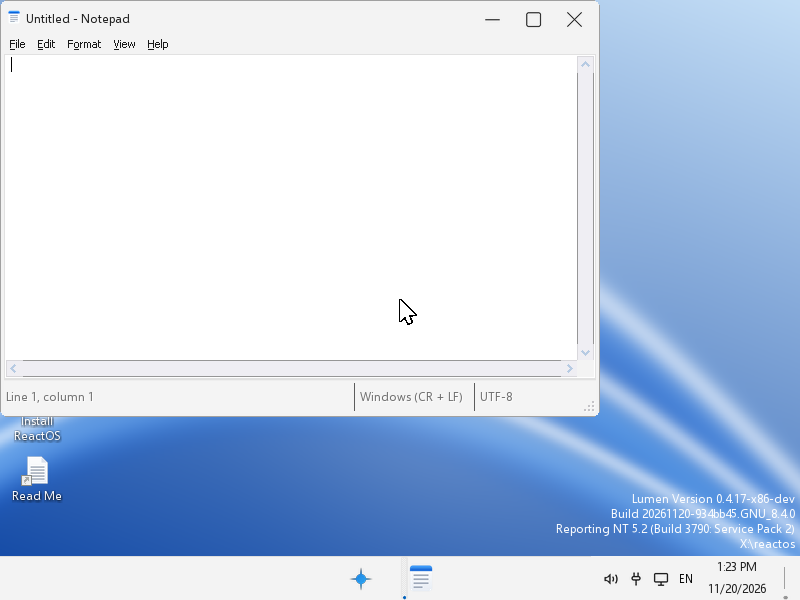 Untitled - Notepad
File Edit Format View Help
Line 1, column 1 Windows (CR + LF) UTF-8
Install
ReactOS
Read Me
Lumen Version 0.4.17-x86-dev
Build 20261120-934bb45.GNU_8.4.0
Reporting NT 5.2 (Build 3790: Service Pack 2)
X:\reactos
EN
1:23 PM
11/20/2026